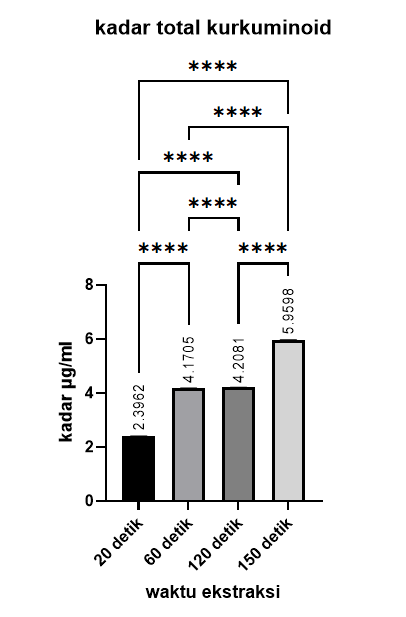 kadar total kurkuminoid
****
****
****
****
**** ****
8
6
4
2
0
kadar µg/ml
2.3962
4.1705
4.2081
5.9598
20 detik
60 detik
120 detik
150 detik
waktu ekstraksi